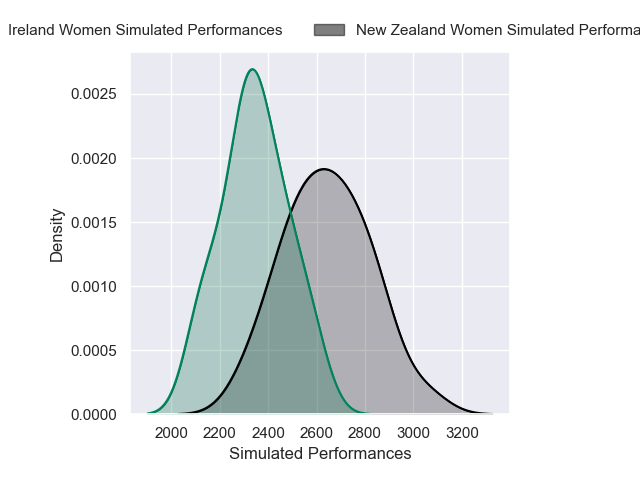 Ireland Women Simulated Performances
New Zealand Women Simulated Performa
0.0025
0.0020
0.0015
0.0010
0.0005
0.0000
Density
2000 2200 2400 2600 2800 3000 3200
Simulated Performances